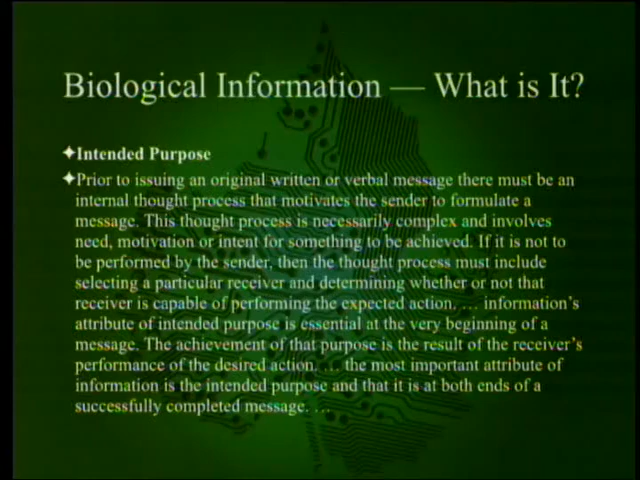 Biological Information — What is It?
✦Intended Purpose
✦Prior to issuing an original written or verbal message there must be an
internal thought process that motivates the sender to formulate a
message. This thought process is necessarily complex and involves
need, motivation or intent for something to be achieved. If it is not to
be performed by the sender, then the thought process must include
selecting a particular receiver and determining whether or not that
receiver is capable of performing the expected action. … information's
attribute of intended purpose is essential at the very beginning of a
message. The achievement of that purpose is the result of the receiver's
performance of the desired action. … the most important attribute of
information is the intended purpose and that it is at both ends of a
successfully completed message. …